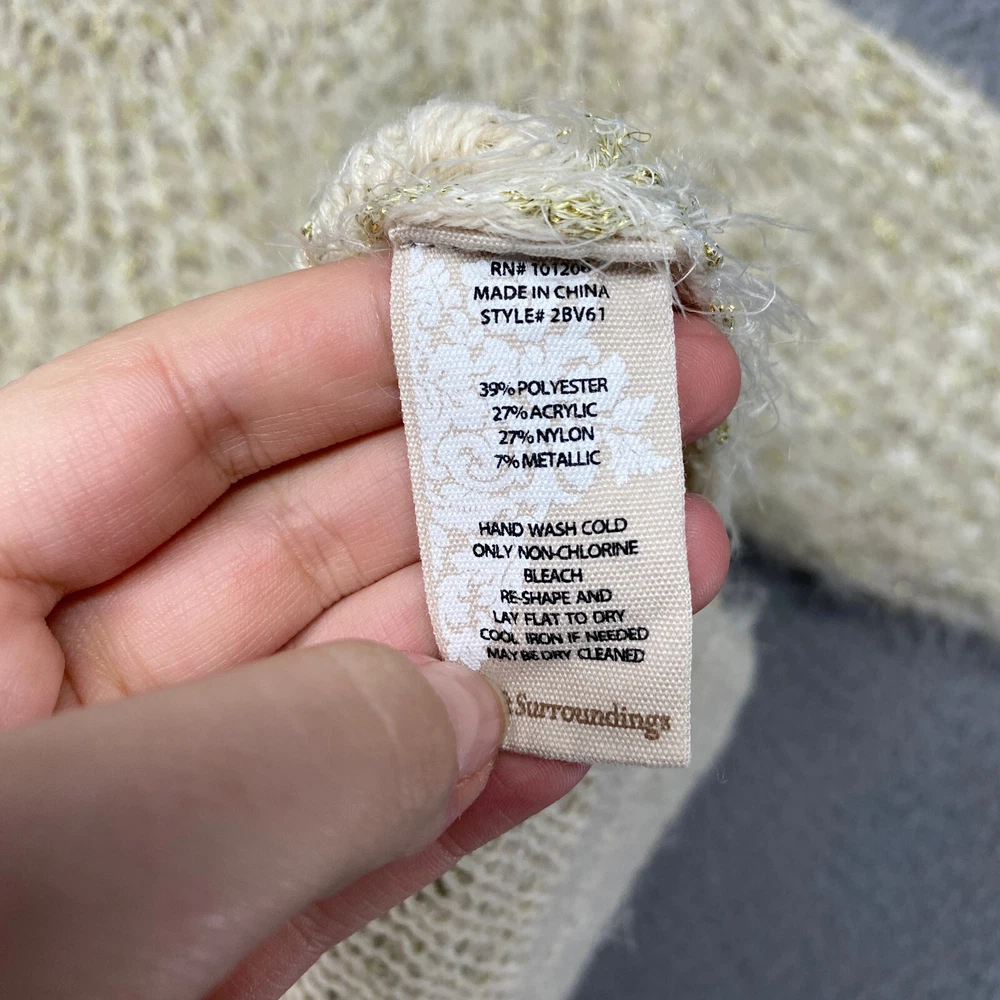 RN#
MADE IN CHINA
STYLE# 2BV61
39% POLYESTER
27% ACRYLIC
27% NYLON
7% METALLIC
HAND WASH COLD
ONLY NON-CHLORINE
BLEACH
RE-SHAPE AND
LAY FLAT TO DRY
COOL IRON IF NEEDED
MAY BE DRY CLEANED
Surroundings